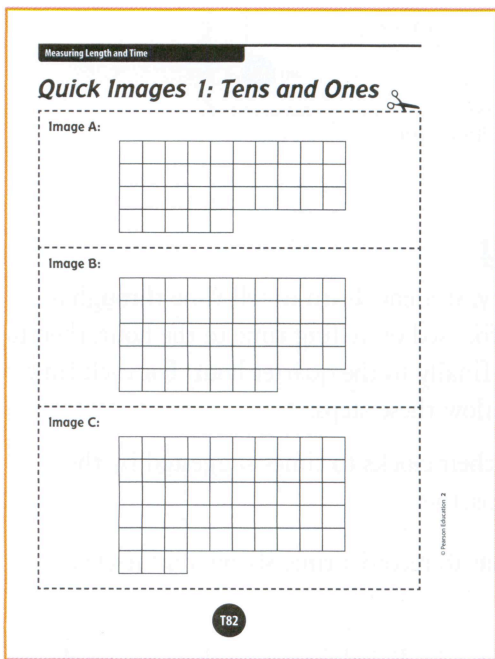 Measuring Length and Time
Quick Images 1: Tens and Ones
Image A:
Image B:
Image C:
© Pearson Education 2
T82